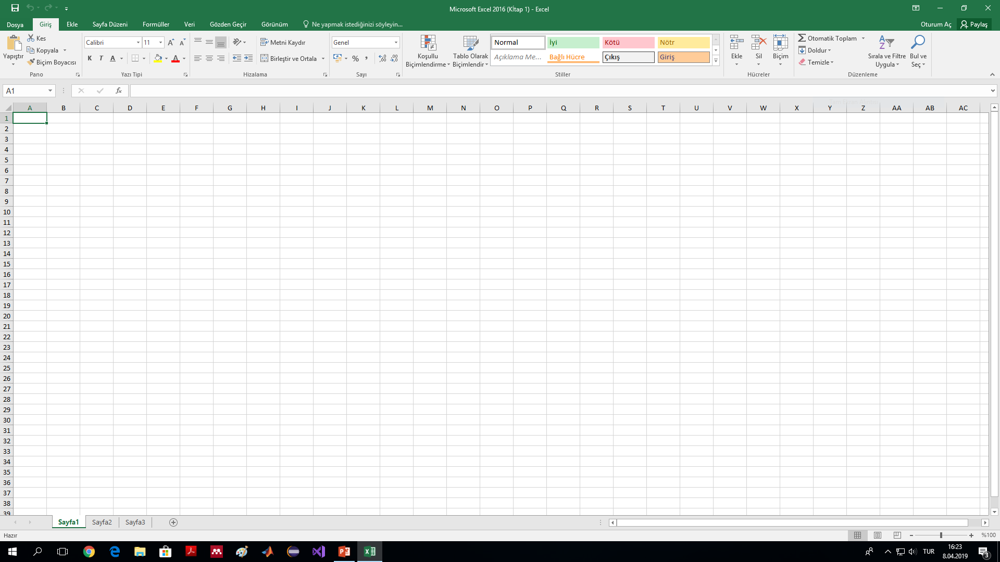 Microsoft Excel 2016 (Kİtap 1) - Excel
Dosya Giriş Ekle Sayfa Düzeni Formüller Veri Gözden Geçir Görünüm Ne yapmak istediğinizi söyleyin... Oturum Aç Paylaş
Yapıştır
Kes
Kopyala
Biçim Boyacısı
Pano
Calibri 11
K T A
Yazı Tipi
Metni Kaydır
Birleştir ve Ortala
Hizalama
Genel
%
Sayı
Koşullu
Biçimlendirme
Tablo Olarak
Biçimlendir
Normal İyi Kötü Nötr
Açıklama Me... Bağlı Hücre Çıkış Giriş
Stiller
Ekle Sil Biçim
Hücreler
Otomatik Toplam
Doldur
Temizle
Sırala ve Filtre
Uygula
Bul ve
Seç
Düzenleme
A1 fx
A B C D E F G H I J K L M N O P Q R S T U V W X Y Z AA AB AC
1
2
3
4
5
6
7
8
9
10
11
12
13
14
15
16
17
18
19
20
21
22
23
24
25
26
27
28
29
30
31
32
33
34
35
36
37
38
39
Sayfa1 Sayfa2 Sayfa3
Hazır %100
TUR 16:23
8.04.2019 3